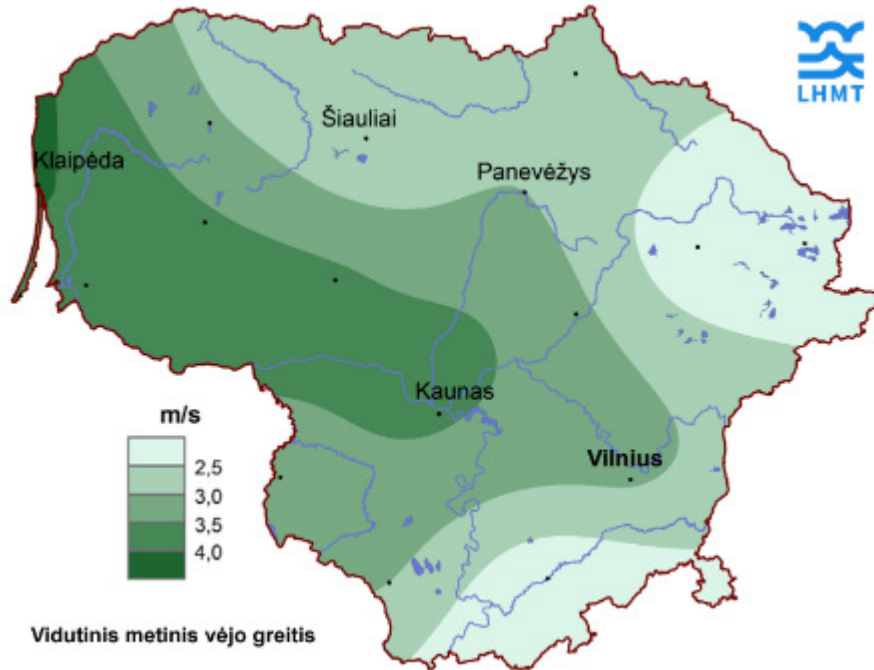 LHMT
Šiauliai
Klaipėda
Panevėžys
Kaunas
m/s
Vilnius
2,5
3,0
3,5
4,0
Vidutinis metinis vėjo greitis